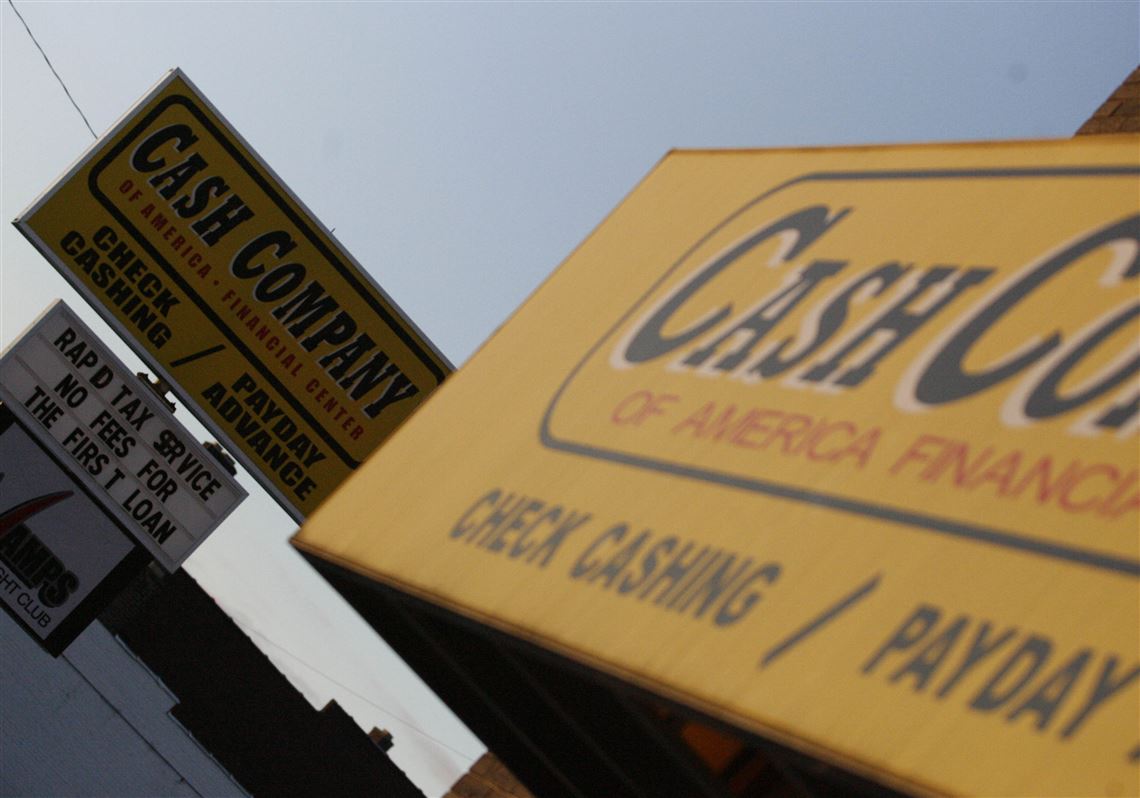 CASH COMPANY
OF AMERICA • FINANCIAL CENTER
CHECK
CASHING / PAYDAY
ADVANCE
RAP D TAX SERVICE
NO FEES FOR
THE FIRST LOAN
AMPS
GHT CLUB
CASH CO
OF AMERICA FINANCIA
CHECK CASHING / PAYDAY